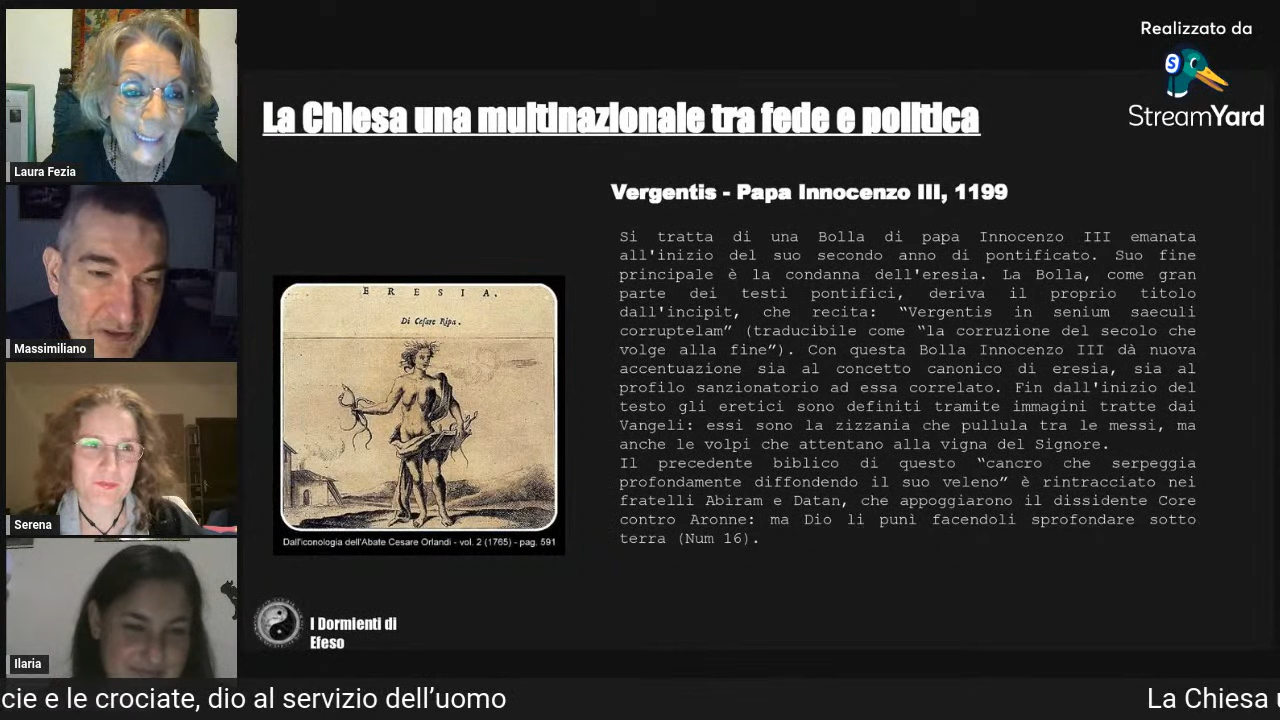 Realizzato da
StreamYard
Laura Fezia
Massimiliano
Serena
Ilaria
La Chiesa una multinazionale tra fede e politica
Vergentis - Papa Innocenzo III, 1199
Si tratta di una Bolla di papa Innocenzo III emanata
all'inizio del suo secondo anno di pontificato. Suo fine
principale è la condanna dell'eresia. La Bolla, come gran
parte dei testi pontifici, deriva il proprio titolo
dall'incipit, che recita: “Vergentis in senium saeculi
corruptelam” (traducibile come “la corruzione del secolo che
volge alla fine”). Con questa Bolla Innocenzo III dà nuova
accentuazione sia al concetto canonico di eresia, sia al
profilo sanzionatorio ad essa correlato. Fin dall'inizio del
testo gli eretici sono definiti tramite immagini tratte dai
Vangeli: essi sono la zizzania che pullula tra le messi, ma
anche le volpi che attentano alla vigna del Signore.
Il precedente biblico di questo “cancro che serpeggia
profondamente diffondendo il suo veleno” è rintracciato nei
fratelli Abiram e Datan, che appoggiarono il dissidente Core
contro Aronne: ma Dio li punì facendoli sprofondare sotto
terra (Num 16).
E R E S I A.
Di Cesare Ripa.
Dall'iconologia dell'Abate Cesare Orlandi - vol. 2 (1765) - pag. 591
I Dormienti di
Efeso
cie e le crociate, dio al servizio dell’uomo
La Chiesa